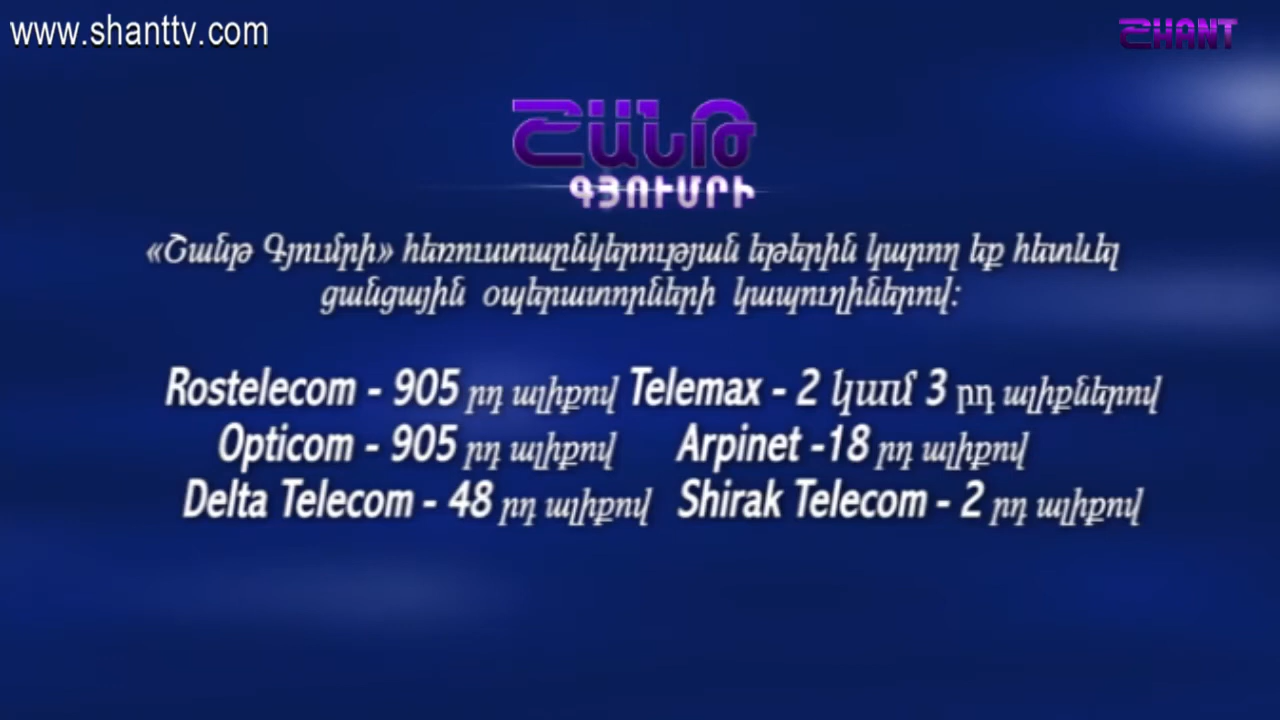 www.shanttv.com
SHANT
ՇԱՆԹ
ԳՅՈՒՄՐԻ
«Շանթ Գյումրի» հեռուստաընկերության եթերին կարող եք հետևել
ցանցային օպերատորների կապուղիներով:
Rostelecom - 905 րդ ալիքով Telemax - 2 կամ 3 րդ ալիքներով
Opticom - 905 րդ ալիքով Arpinet -18 րդ ալիքով
Delta Telecom - 48 րդ ալիքով Shirak Telecom - 2 րդ ալիքով